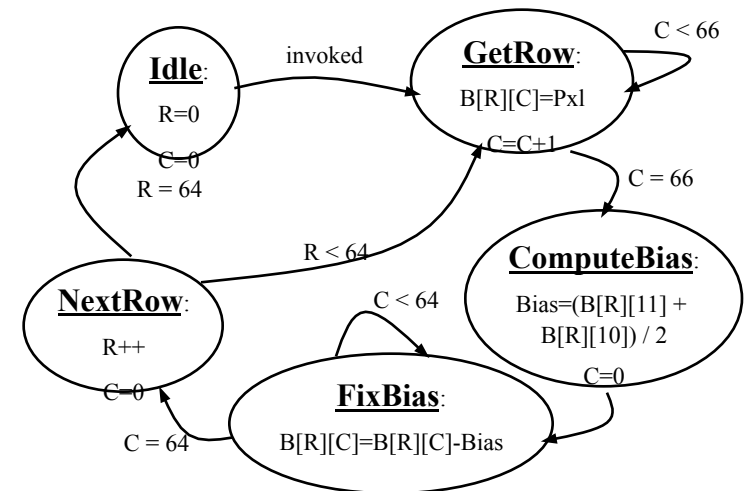 C < 66
invoked
GetRow:
B[R][C]=Pxl
C=C+1
Idle:
R=0
C=0
R = 64
C = 66
R < 64
ComputeBias:
Bias=(B[R][11] +
B[R][10]) / 2
C=0
NextRow:
R++
C=0
C < 64
FixBias:
B[R][C]=B[R][C]-Bias
C = 64